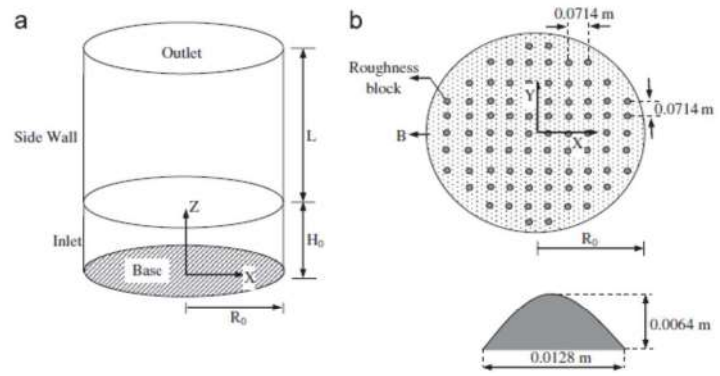 a
Outlet
Side Wall
L
Z
Inlet
H₀
Base
X
R₀
b
0.0714 m
Roughness
block
Y
0.0714 m
B
X
R₀
0.0064 m
0.0128 m